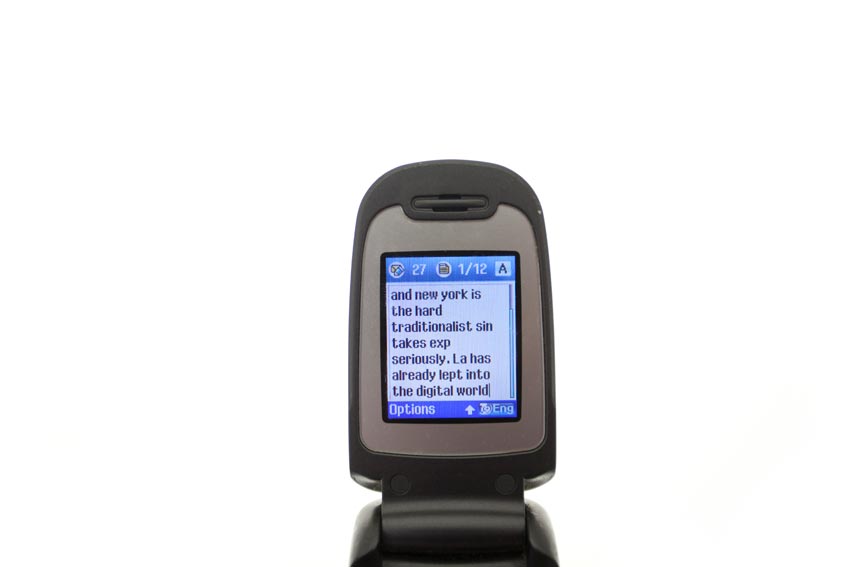 27 1/12 A
and new york is
the hard
traditionalist sin
takes exp
seriously. La has
already lept into
the digital world
Options Eng